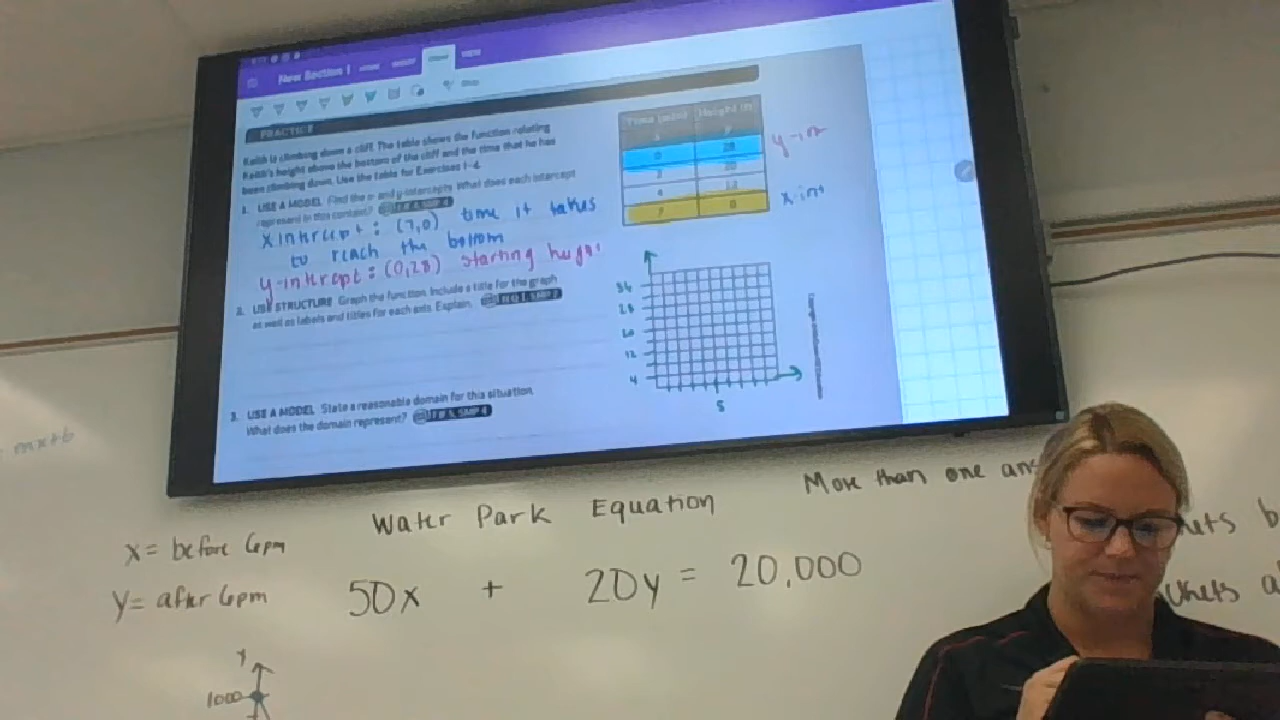 New Section 1
PRACTICE
Keith is climbing down a cliff. The table shows the function relating
Keith's height above the bottom of the cliff and the time that he has
been climbing down. Use the table for Exercises 1-4.
1. USE A MODEL Find the x- and y-intercepts. What does each intercept
represent in this context?
x intercept : (7,0) time it takes
to reach the bottom
y-intercept : (0,28) starting
2. USE STRUCTURE Graph the function. Include a title for the graph
as well as labels and titles for each axis. Explain.
3. USE A MODEL State a reasonable domain for this situation.
What does the domain represent?
0 28
7 0
y-in
x-int
28
20
12
4
5
mx+b
Water Park Equation
More than one
x = before 6pm
y = after 6pm
50x + 20y = 20,000
y
1000